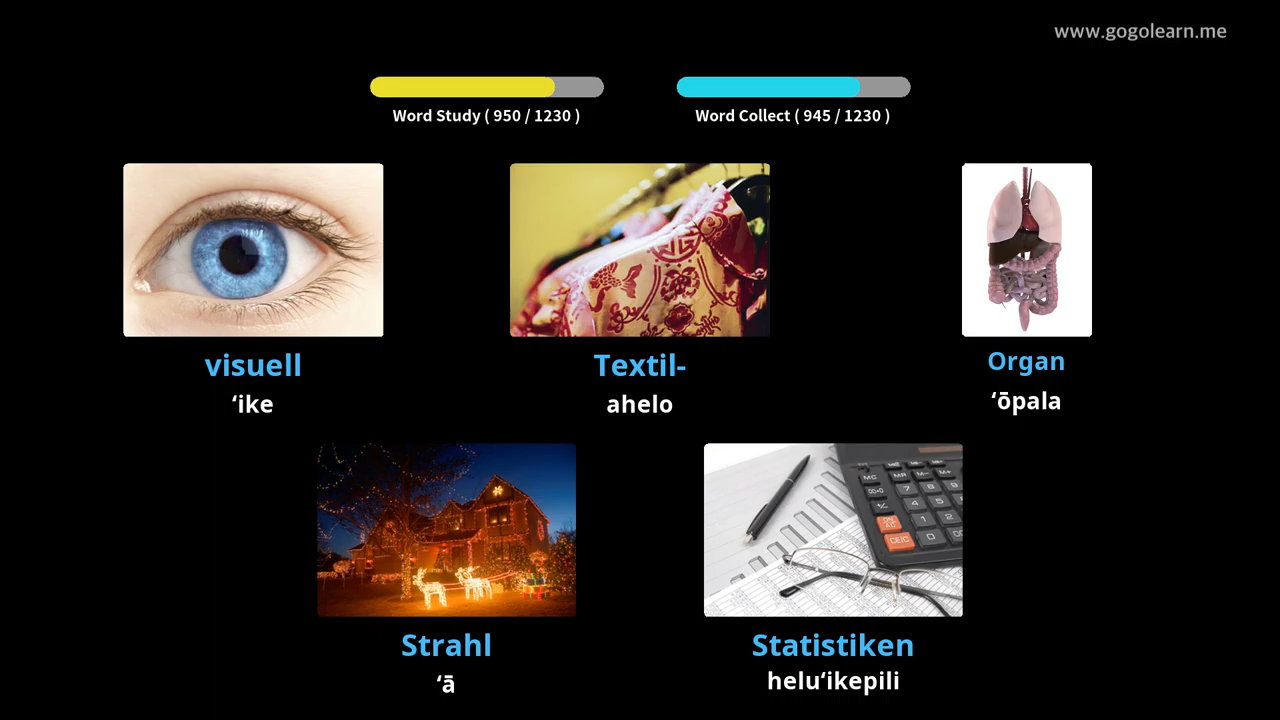 www.gogolearn.me
Word Study ( 950 / 1230 )
Word Collect ( 945 / 1230 )
visuell
ʻike
Textil-
ahelo
Organ
ʻōpala
Strahl
ʻā
Statistiken
heluʻikepili